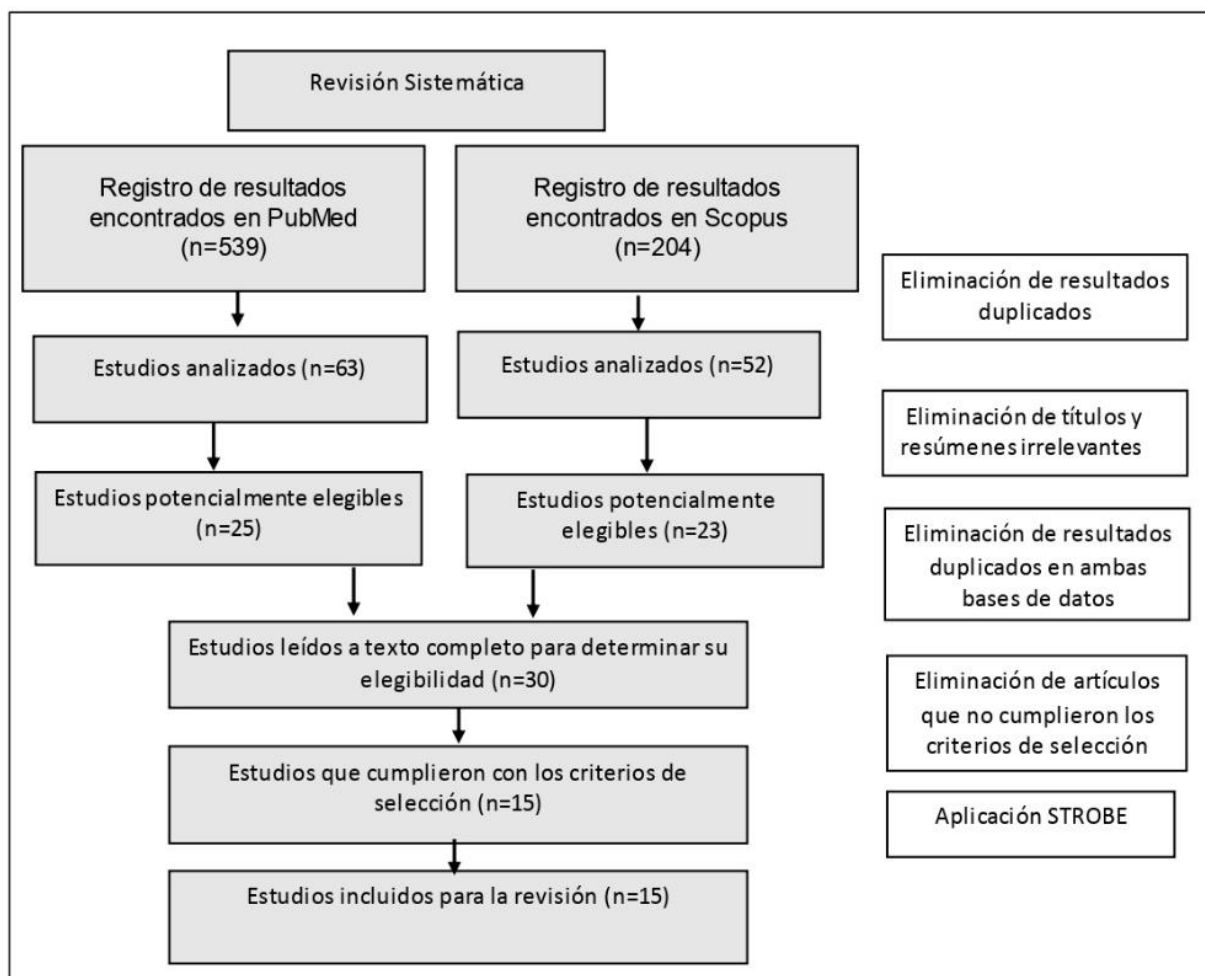 Revisión Sistemática
Registro de resultados
encontrados en PubMed
(n=539)
Registro de resultados
encontrados en Scopus
(n=204)
Eliminación de resultados
duplicados
Estudios analizados (n=63)
Estudios analizados (n=52)
Eliminación de títulos y
resúmenes irrelevantes
Estudios potencialmente elegibles
(n=25)
Estudios potencialmente
elegibles (n=23)
Eliminación de resultados
duplicados en ambas
bases de datos
Estudios leídos a texto completo para determinar su
elegibilidad (n=30)
Eliminación de artículos
que no cumplieron los
criterios de selección
Estudios que cumplieron con los criterios de
selección (n=15)
Aplicación STROBE
Estudios incluidos para la revisión (n=15)